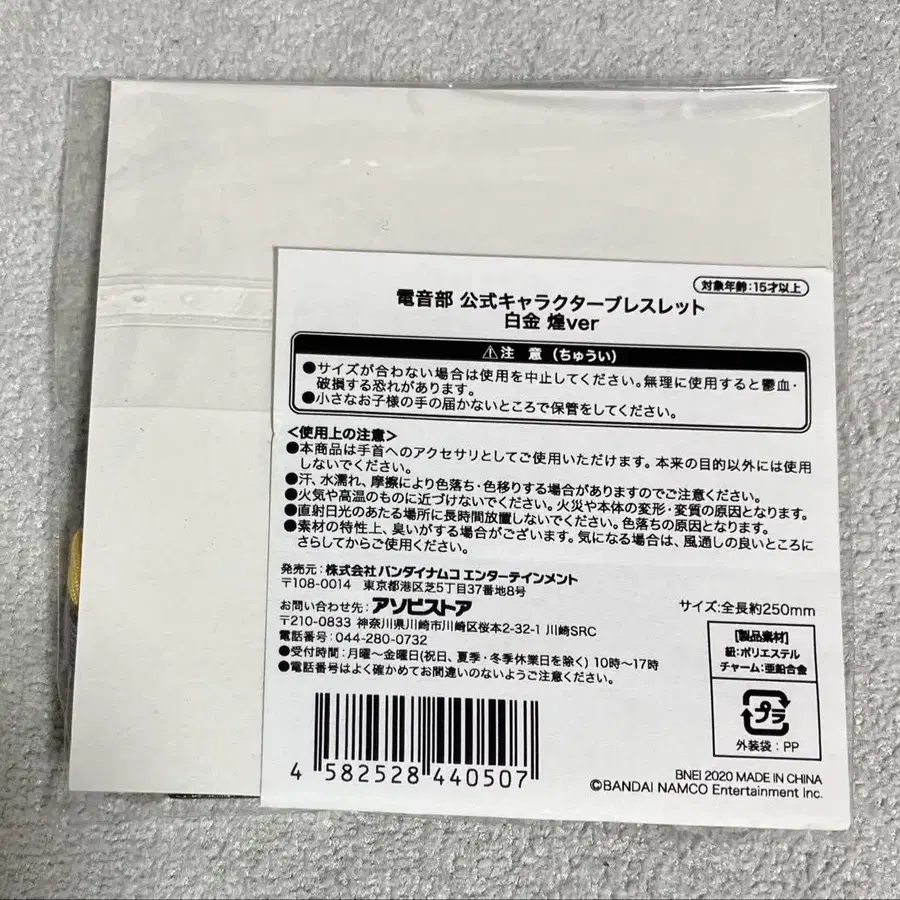 対象年齢:15才以上
電音部 公式キャラクターブレスレット
白金 煌ver
⚠注 意(ちゅうい)
●サイズが合わない場合は使用を中止してください。無理に使用すると鬱血・
破損する恐れがあります。
●小さなお子様の手の届かないところで保管をしてください。
<使用上の注意>
●本商品は手首へのアクセサリとしてご使用いただけます。本来の目的以外には使用
しないでください。
●汗、水濡れ、摩擦により色落ち・色移りする場合がありますのでご注意ください。
●火気や高温のものに近づけないでください。火災や本体の変形・変質の原因となります。
●直射日光のあたる場所に長時間放置しないでください。色落ちの原因となります。
●素材の特性上、臭いがする場合がございます。気になる場合は、風通しの良いところに
さらしてからご使用ください。
発売元:株式会社バンダイナムコエンターテインメント
〒108-0014 東京都港区芝5丁目37番地8号
お問い合わせ先:アソビストア
〒210-0833 神奈川県川崎市川崎区桜本2-32-1 川崎SRC
電話番号:044-280-0732
●受付時間:月曜〜金曜日(祝日、夏季・冬季休業日を除く) 10時〜17時
●電話番号はよく確かめてお間違いのないようご注意ください。
サイズ:全長約250mm
【製品素材】
紐:ポリエステル
チャーム:亜鉛合金
プラ
外装袋:PP
4 582528 440507
BNEI 2020 MADE IN CHINA
©BANDAI NAMCO Entertainment Inc.